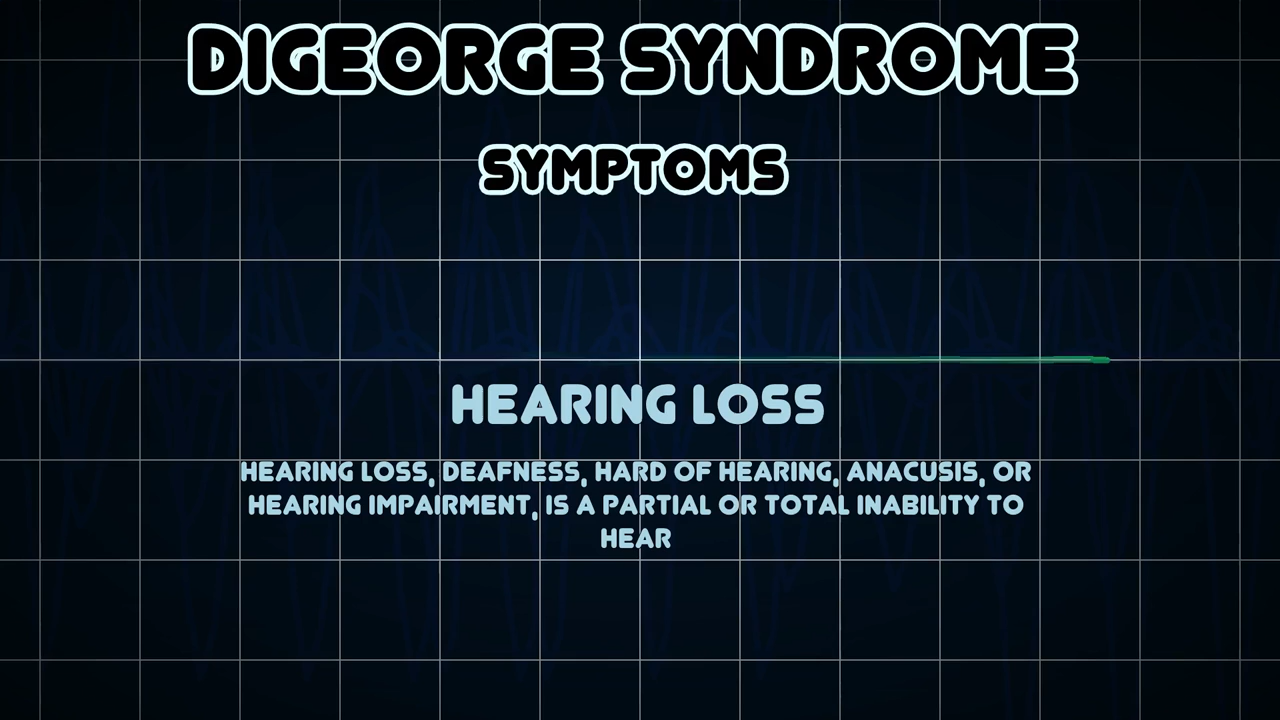 DIGEORGE SYNDROME
SYMPTOMS
HEARING LOSS
HEARING LOSS, DEAFNESS, HARD OF HEARING, ANACUSIS, OR
HEARING IMPAIRMENT, IS A PARTIAL OR TOTAL INABILITY TO
HEAR